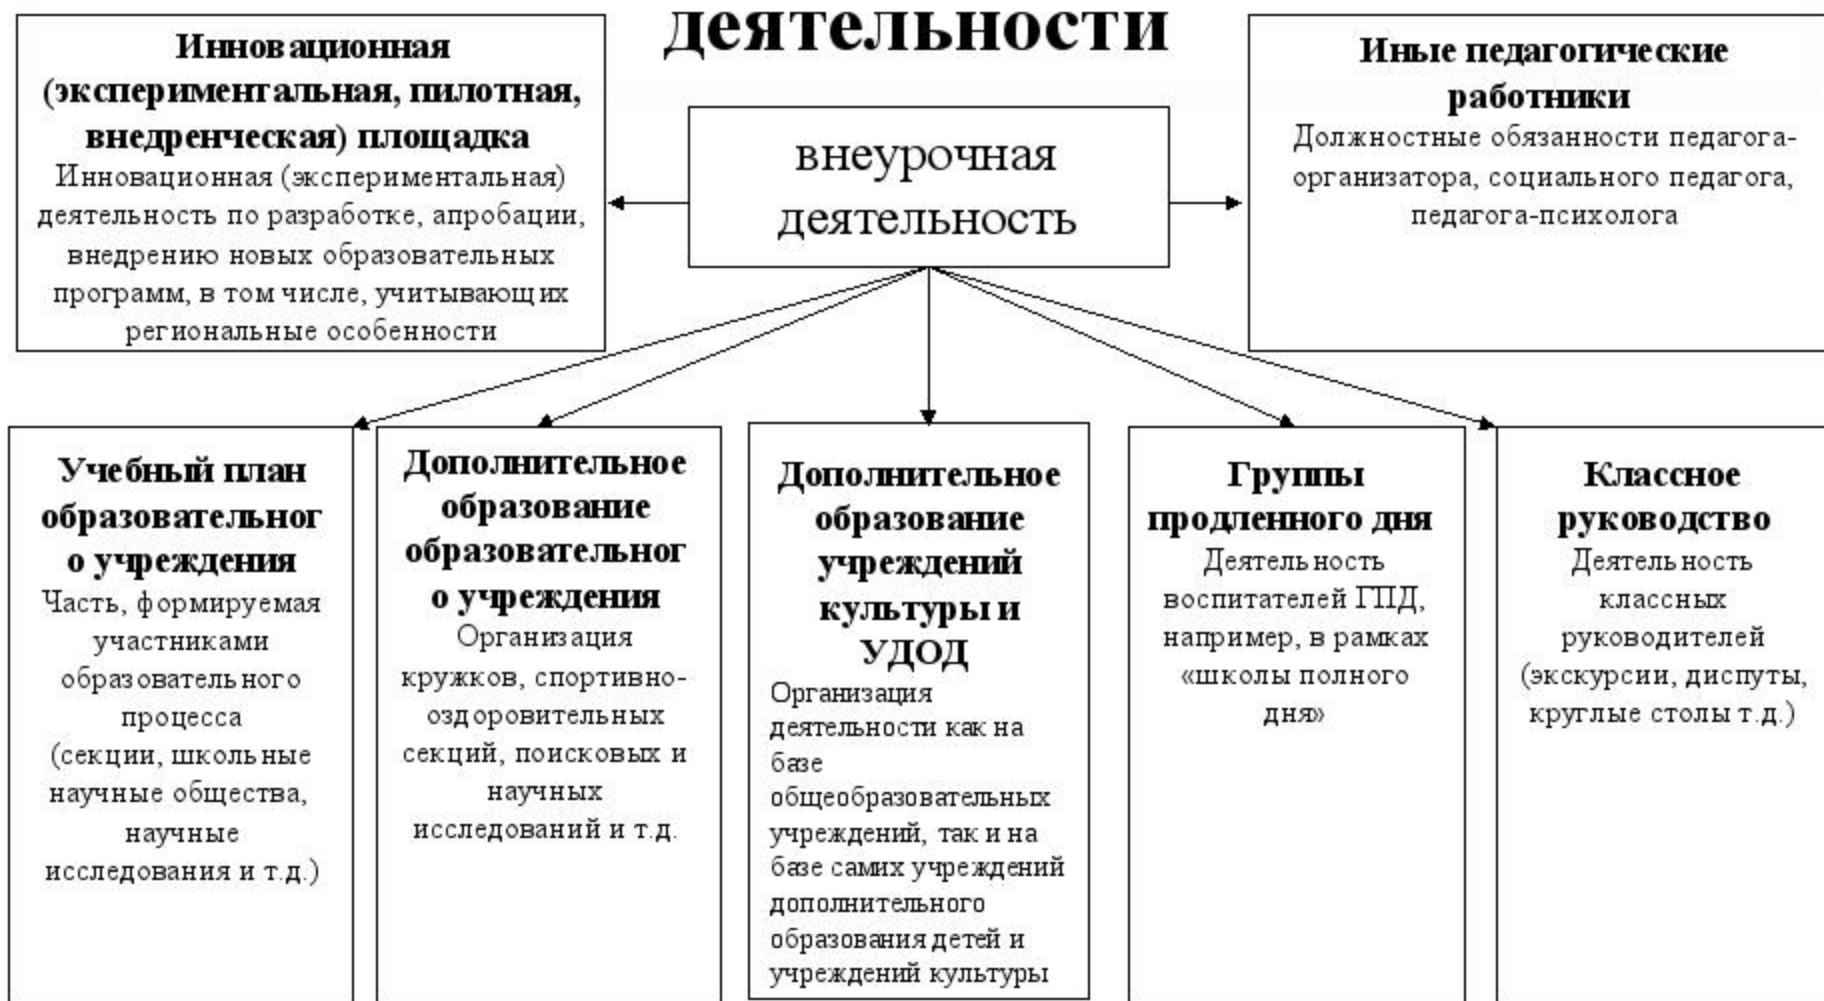 деятельности
Инновационная
(экспериментальная, пилотная,
внедренческая) площадка
Инновационная (экспериментальная)
деятельность по разработке, апробации,
внедрению новых образовательных
программ, в том числе, учитывающих
региональные особенности
внеурочная
деятельность
Иные педагогические
работники
Должностные обязанности педагога-
организатора, социального педагога,
педагога-психолога
Учебный план
образовательног
о учреждения
Часть, формируемая
участниками
образовательного
процесса
(секции, школьные
научные общества,
научные
исследования и т.д.)
Дополнительное
образование
образовательног
о учреждения
Организация
кружков, спортивно-
оздоровительных
секций, поисковых и
научных
исследований и т.д.
Дополнительное
образование
учреждений
культуры и
УДОД
Организация
деятельности как на
базе
общеобразовательных
учреждений, так и на
базе самих учреждений
дополнительного
образования детей и
учреждений культуры
Группы
продленного дня
Деятельность
воспитателей ГПД,
например, в рамках
«школы полного
дня»
Классное
руководство
Деятельность
классных
руководителей
(экскурсии, диспуты,
круглые столы т.д.)